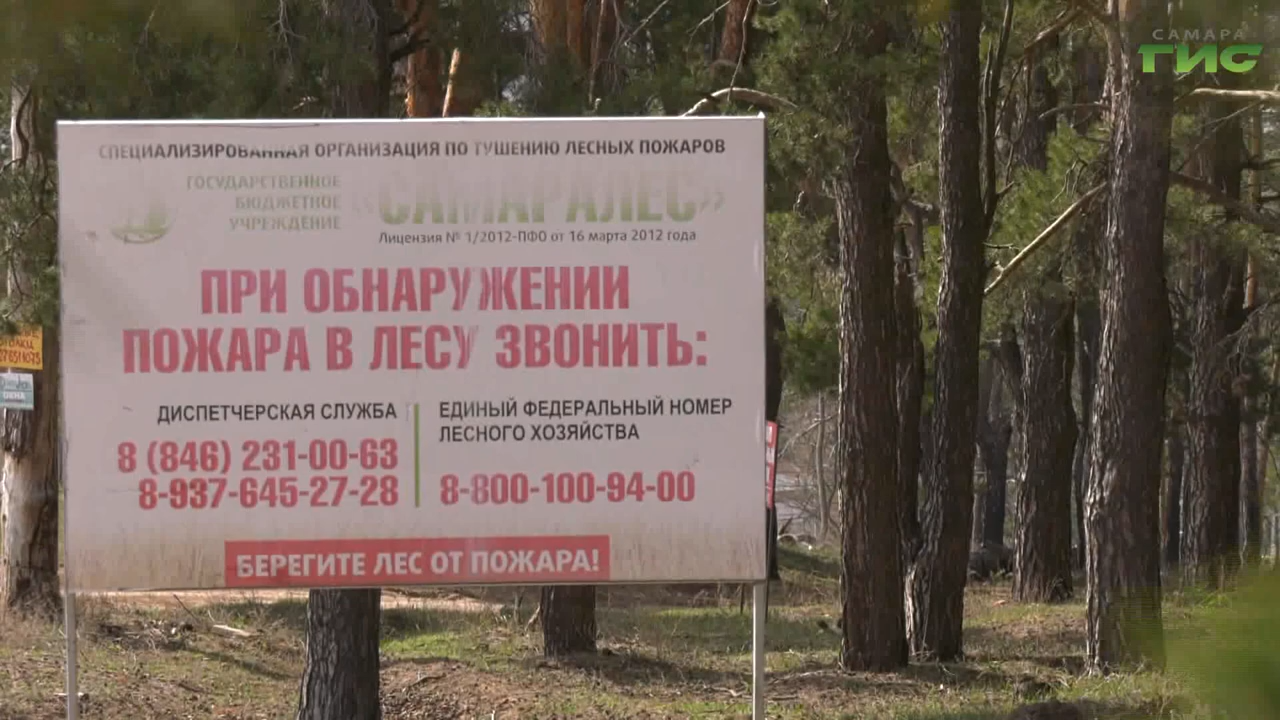 САМАРА
ГИС
СПЕЦИАЛИЗИРОВАННАЯ ОРГАНИЗАЦИЯ ПО ТУШЕНИЮ ЛЕСНЫХ ПОЖАРОВ
ГОСУДАРСТВЕННОЕ
БЮДЖЕТНОЕ
УЧРЕЖДЕНИЕ
«САМАРАЛЕС»
Лицензия № 1/2012-ПФО от 16 марта 2012 года
ПРИ ОБНАРУЖЕНИИ
ПОЖАРА В ЛЕСУ ЗВОНИТЬ:
ДИСПЕТЧЕРСКАЯ СЛУЖБА
8 (846) 231-00-63
8-937-645-27-28
ЕДИНЫЙ ФЕДЕРАЛЬНЫЙ НОМЕР
ЛЕСНОГО ХОЗЯЙСТВА
8-800-100-94-00
БЕРЕГИТЕ ЛЕС ОТ ПОЖАРА!
ОКНА